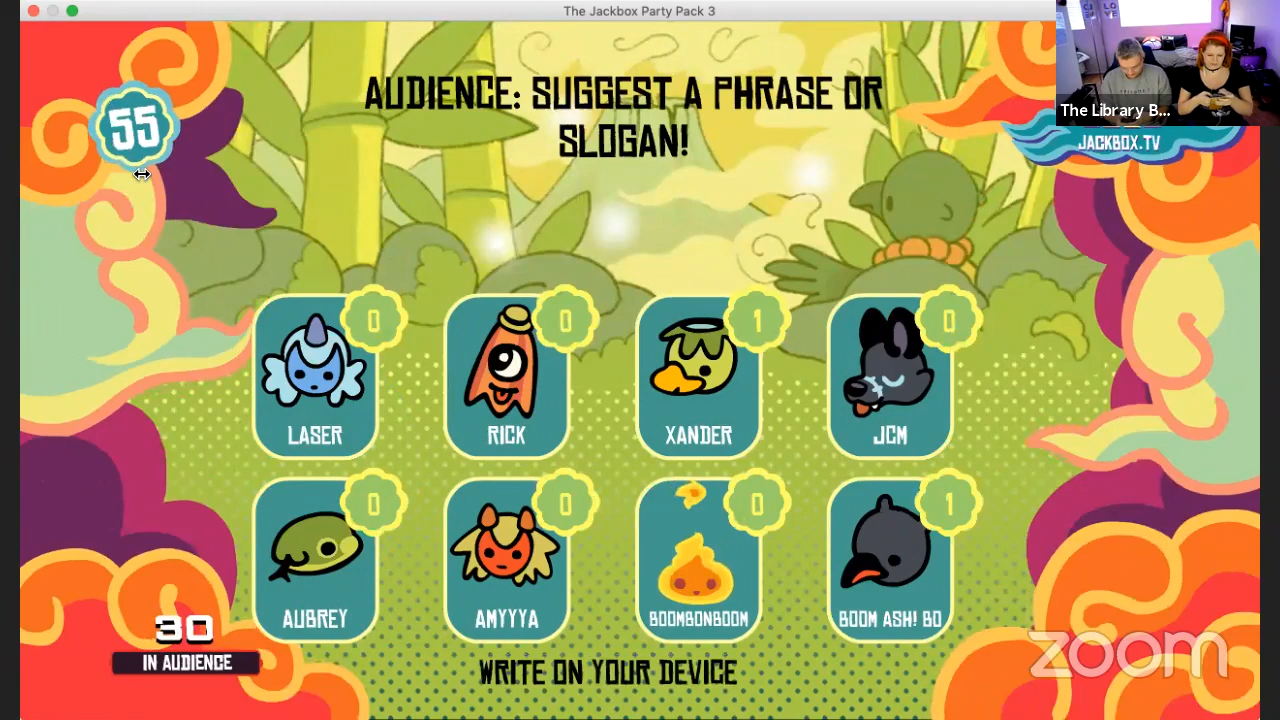 The Jackbox Party Pack 3
AUDIENCE: SUGGEST A PHRASE OR
SLOGAN!
55
The Library B...
JACKBOX.TV
0
0
1
0
LASER
RICK
XANDER
JCM
0
0
0
1
AUBREY
AMYYYA
BOOMBONBOOM
BOOM ASH! BO
30
IN AUDIENCE
WRITE ON YOUR DEVICE
zoom